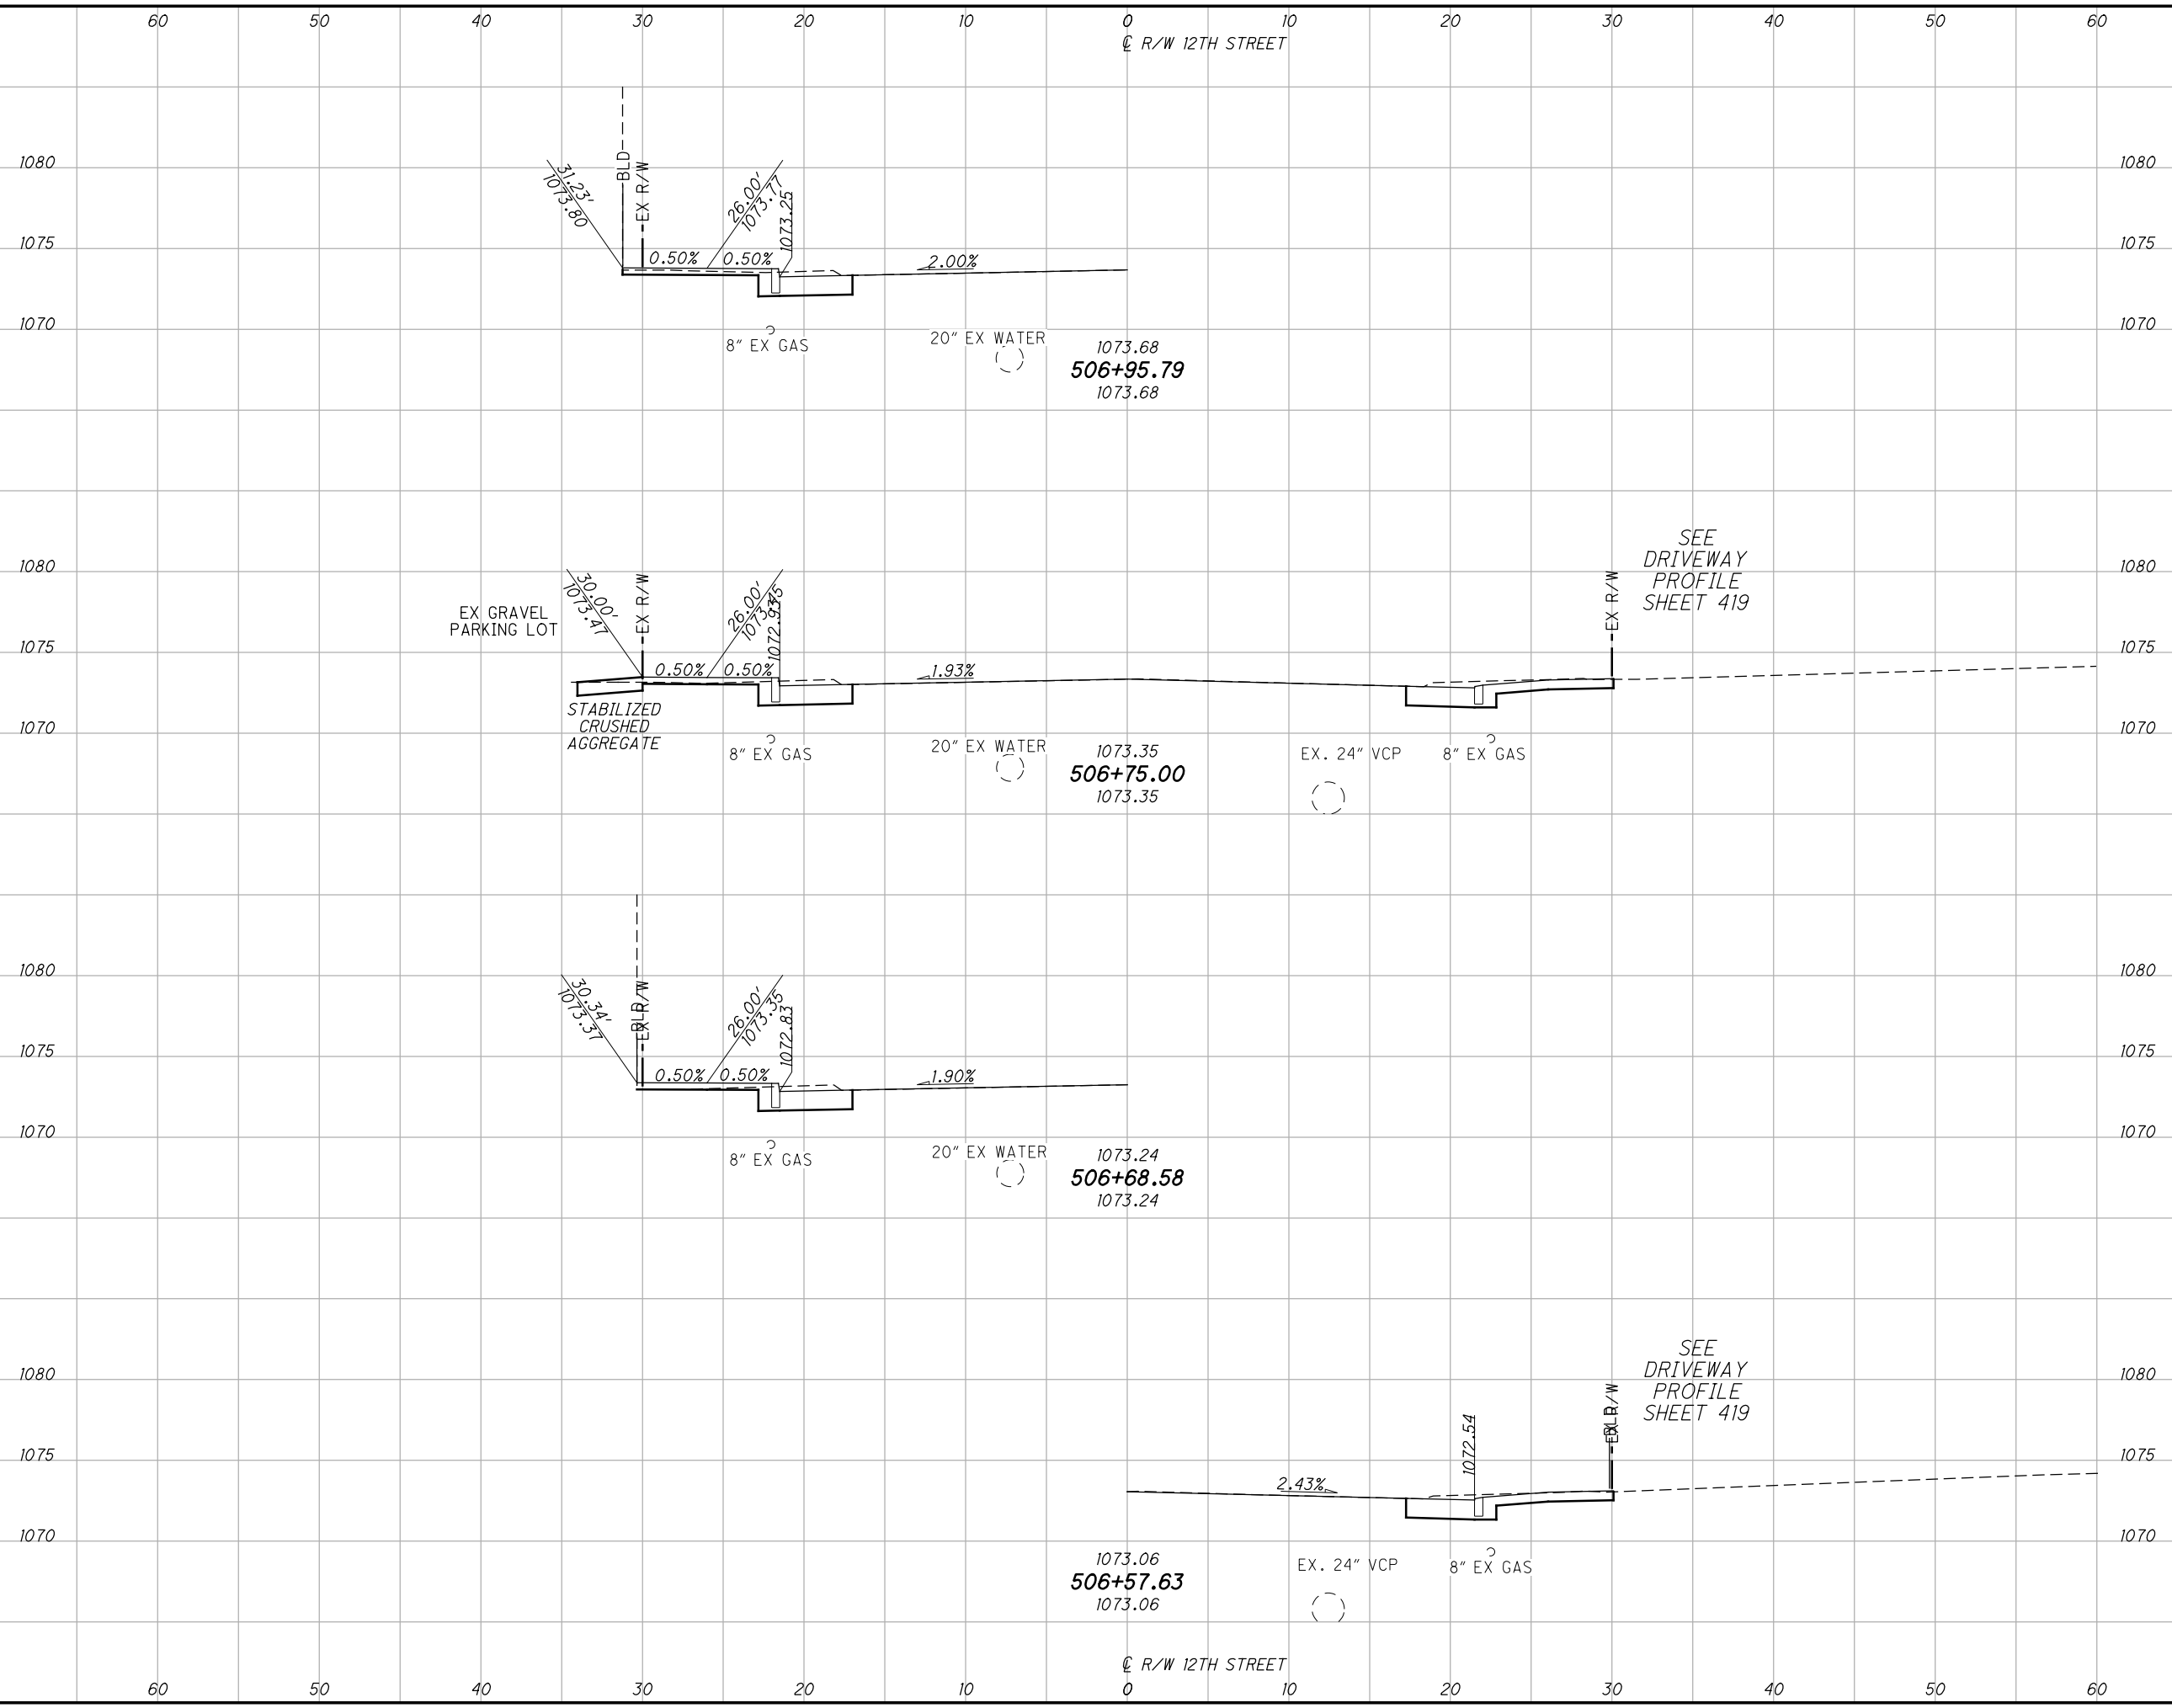 60 50 40 30 20 10 0 10 20 30 40 50 60
℄ R/W 12TH STREET
1080 1080
31.23'
1073.80
BLD
EX R/W
26.00'
1073.77
1073.25
1075 1075
0.50% 0.50% 2.00%
1070 1070
8" EX GAS
20" EX WATER
1073.68
506+95.79
1073.68
SEE
DRIVEWAY
PROFILE
SHEET 419
1080 1080
30.00'
1073.47
EX R/W
26.00'
1073.45
1072.93
EX R/W
EX GRAVEL
PARKING LOT
1075 1075
0.50% 0.50% 1.93%
STABILIZED
CRUSHED
AGGREGATE
1070 1070
8" EX GAS
20" EX WATER
1073.35
506+75.00
1073.35
EX. 24" VCP
8" EX GAS
1080 1080
30.34'
1073.37
BLD
EX R/W
26.00'
1073.35
1072.83
1075 1075
0.50% 0.50% 1.90%
1070 1070
8" EX GAS
20" EX WATER
1073.24
506+68.58
1073.24
SEE
DRIVEWAY
PROFILE
SHEET 419
1080 1080
1072.54
BLD
EX R/W
1075 1075
2.43%
1070 1070
1073.06
506+57.63
1073.06
EX. 24" VCP
8" EX GAS
℄ R/W 12TH STREET
60 50 40 30 20 10 0 10 20 30 40 50 60